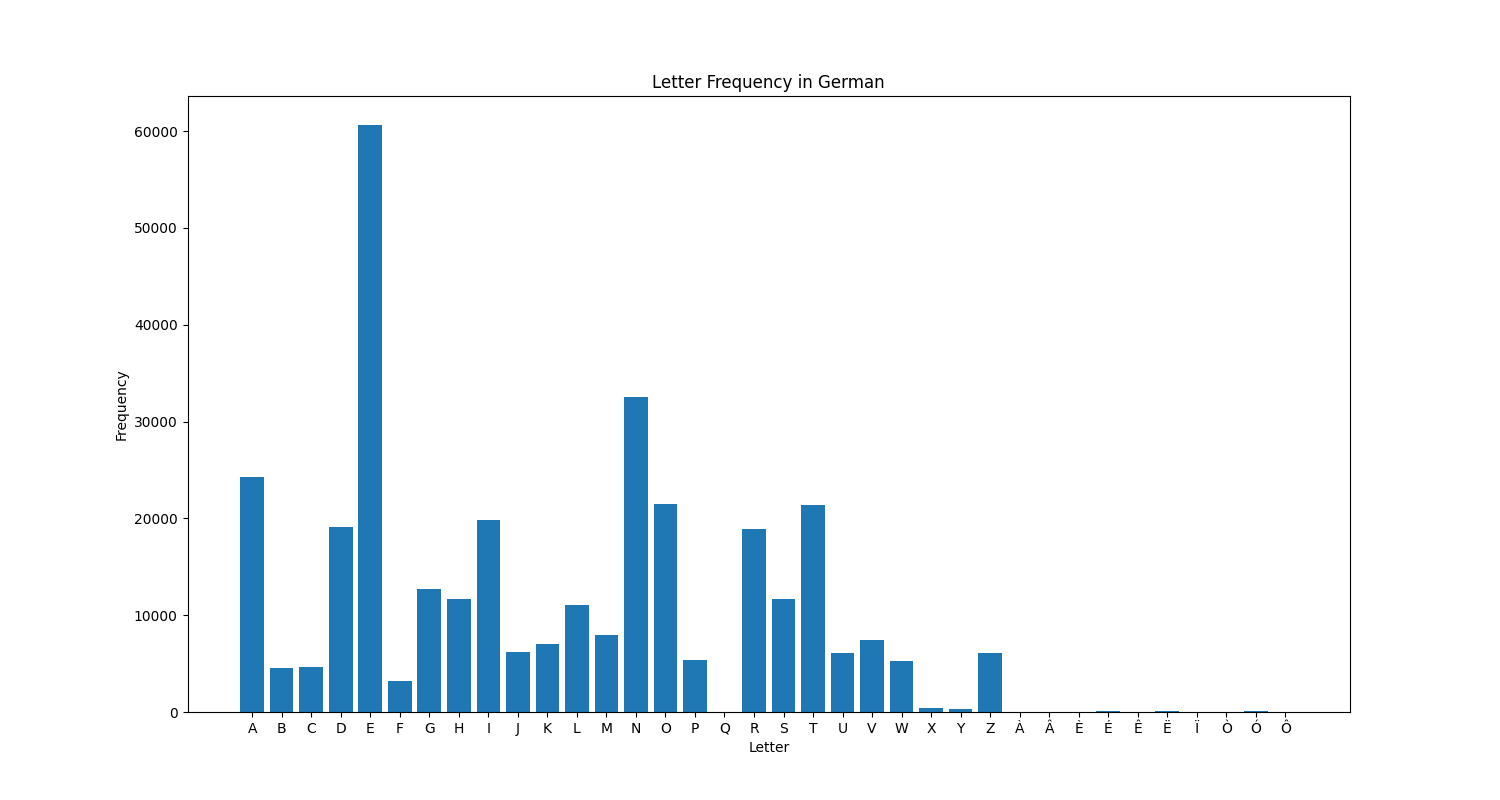 Letter Frequency in German
Frequency
60000
50000
40000
30000
20000
10000
0
A B C D E F G H I J K L M N O P Q R S T U V W X Y Z À Â È É Ê Ë Ï Ò Ó Ô
Letter